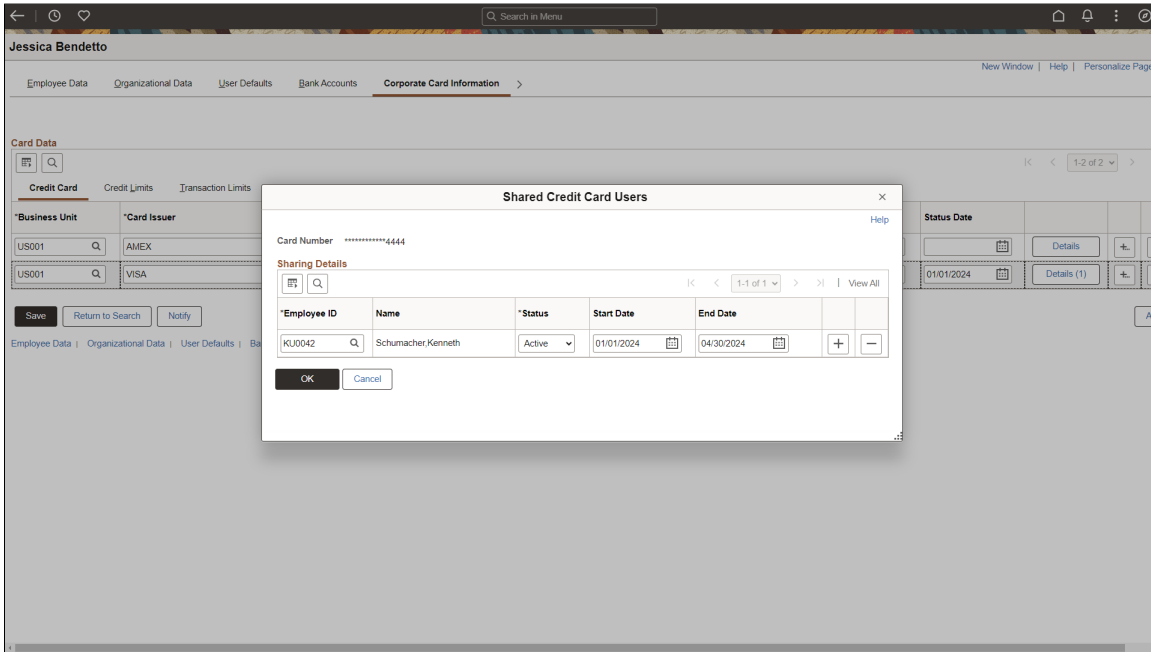 Search in Menu
Jessica Bendetto
New Window | Help | Personalize Page
Employee Data Organizational Data User Defaults Bank Accounts Corporate Card Information
Card Data
1-2 of 2
Credit Card Credit Limits Transaction Limits
*Business Unit *Card Issuer Status Date
US001 AMEX Details
US001 VISA 01/01/2024 Details (1)
Save Return to Search Notify
Employee Data | Organizational Data | User Defaults | Ba
Shared Credit Card Users
Help
Card Number ************4444
Sharing Details
1-1 of 1 | View All
*Employee ID Name *Status Start Date End Date
KU0042 Schumacher,Kenneth Active 01/01/2024 04/30/2024
OK Cancel